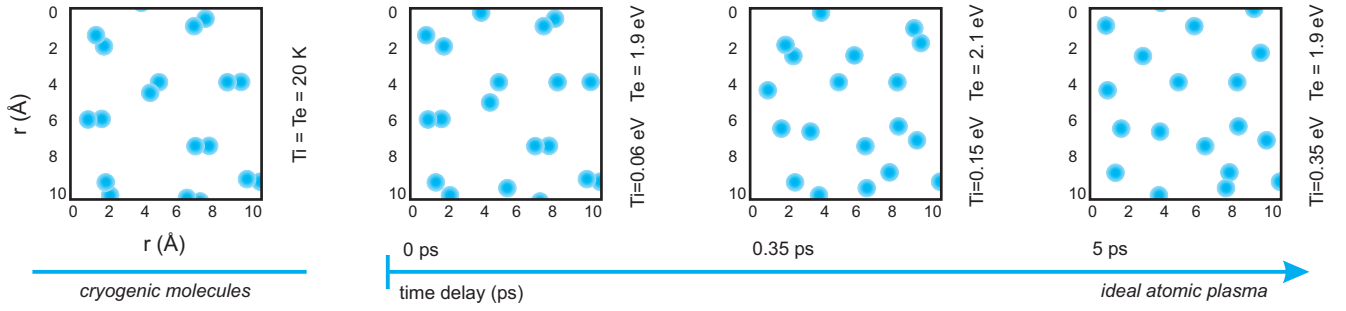 0
2
4
6
8
10
r (Å)
0 2 4 6 8 10
r (Å)
Ti = Te = 20 K
0
2
4
6
8
10
0 2 4 6 8 10
Ti=0.06 eV Te = 1.9 eV
0
2
4
6
8
10
0 2 4 6 8 10
Ti=0.15 eV Te = 2.1 eV
0
2
4
6
8
10
0 2 4 6 8 10
Ti=0.35 eV Te = 1.9 eV
0 ps 0.35 ps 5 ps
cryogenic molecules time delay (ps) ideal atomic plasma